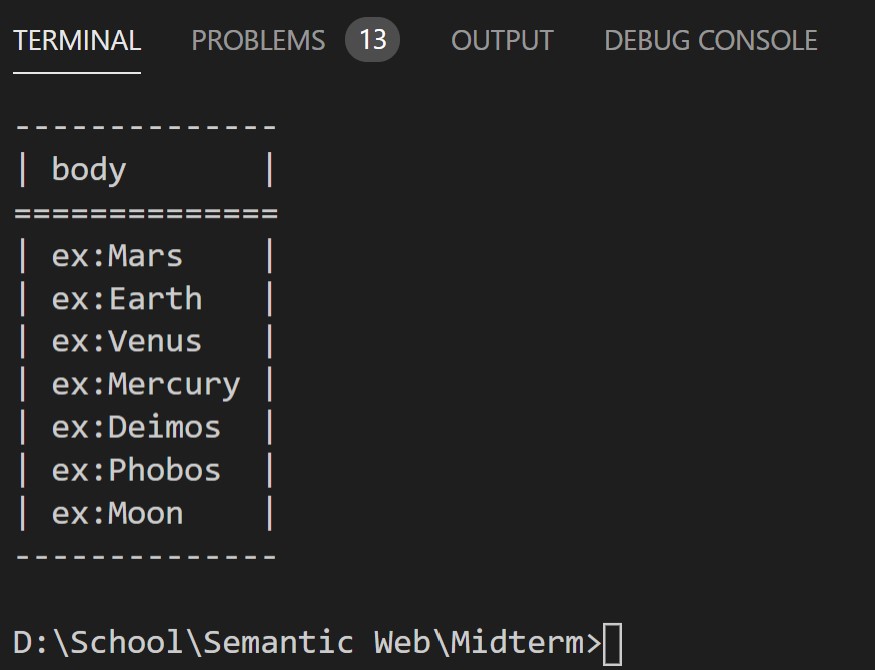 TERMINAL PROBLEMS 13 OUTPUT DEBUG CONSOLE
--------------
| body       |
==============
| ex:Mars    |
| ex:Earth   |
| ex:Venus   |
| ex:Mercury |
| ex:Deimos  |
| ex:Phobos  |
| ex:Moon    |
--------------
D:\School\Semantic Web\Midterm>